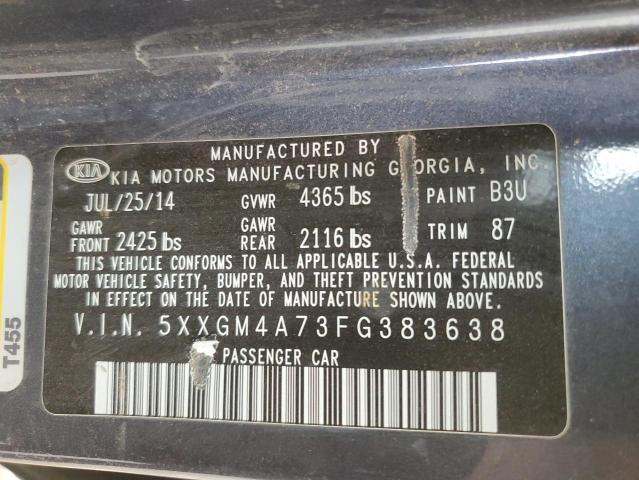 MANUFACTURED BY
KIA KIA MOTORS MANUFACTURING GEORGIA, INC.
JUL/25/14 GVWR 4365 lbs PAINT B3U
GAWR FRONT 2425 lbs GAWR REAR 2116 lbs TRIM 87
THIS VEHICLE CONFORMS TO ALL APPLICABLE U.S.A. FEDERAL
MOTOR VEHICLE SAFETY, BUMPER, AND THEFT PREVENTION STANDARDS
IN EFFECT ON THE DATE OF MANUFACTURE SHOWN ABOVE.
V.I.N. 5XXGM4A73FG383638
PASSENGER CAR
T455